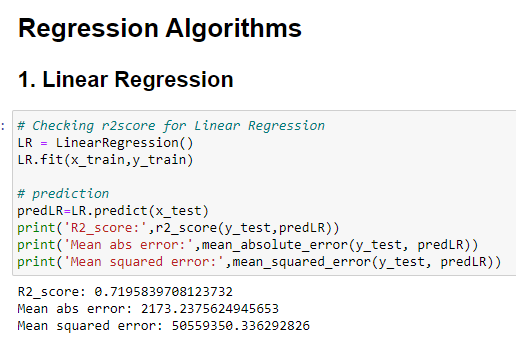 Regression Algorithms
1. Linear Regression
:
# Checking r2score for Linear Regression
LR = LinearRegression()
LR.fit(x_train,y_train)
# prediction
predLR=LR.predict(x_test)
print('R2_score:',r2_score(y_test,predLR))
print('Mean abs error:',mean_absolute_error(y_test, predLR))
print('Mean squared error:',mean_squared_error(y_test, predLR))
R2_score: 0.7195839708123732
Mean abs error: 2173.2375624945653
Mean squared error: 50559350.336292826